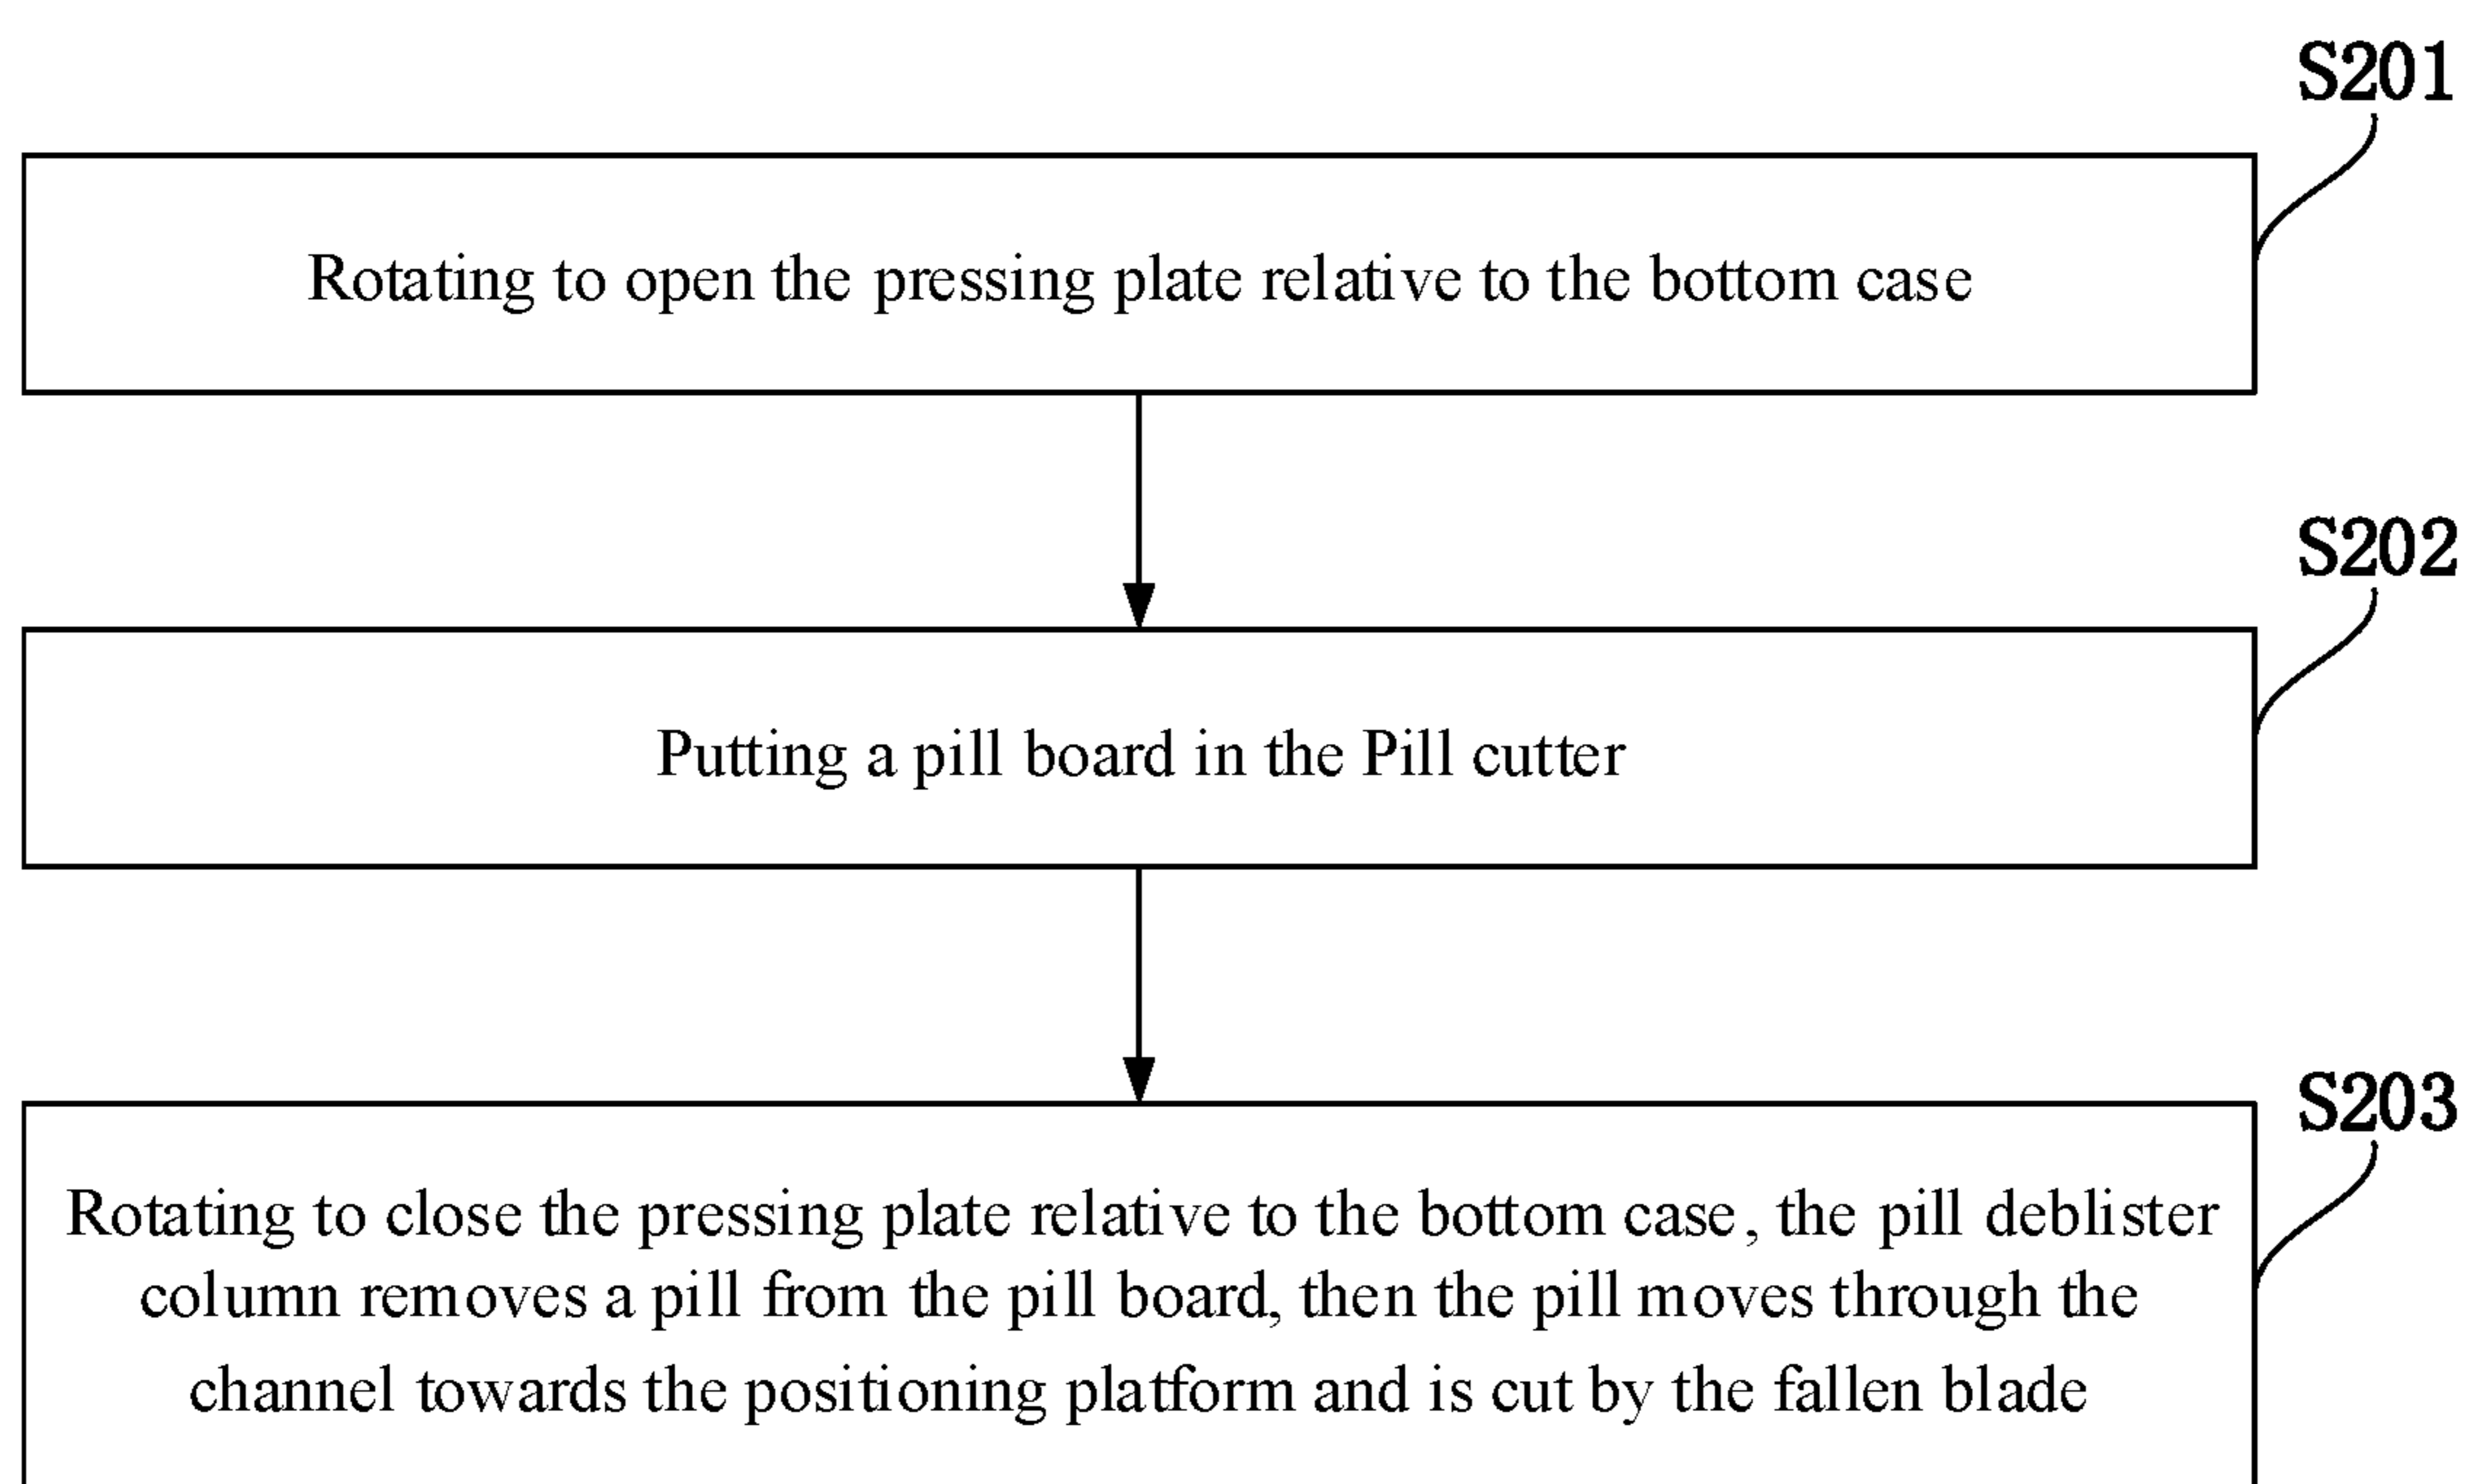 S201
Rotating to open the pressing plate relative to the bottom case
S202
Putting a pill board in the Pill cutter
S203
Rotating to close the pressing plate relative to the bottom case, the pill deblister
column removes a pill from the pill board, then the pill moves through the
channel towards the positioning platform and is cut by the fallen blade